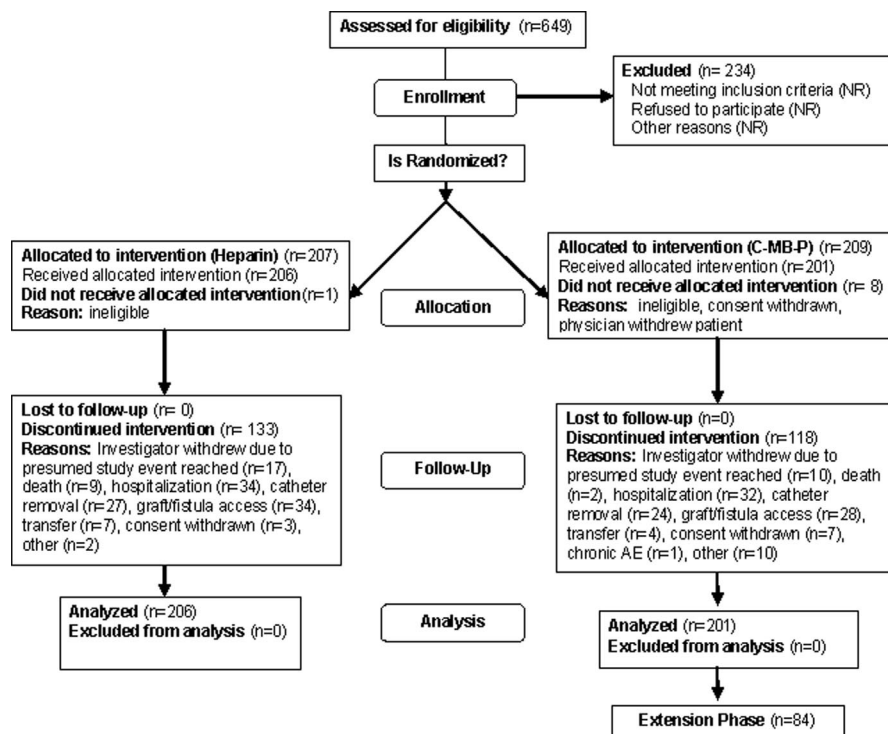 Assessed for eligibility (n=649)
Excluded (n= 234)
Not meeting inclusion criteria (NR)
Refused to participate (NR)
Other reasons (NR)
Enrollment
Is Randomized?
Allocated to intervention (Heparin) (n=207)
Received allocated intervention (n=206)
Did not receive allocated intervention(n=1)
Reason: ineligible
Allocated to intervention (C-MB-P) (n=209)
Received allocated intervention (n=201)
Did not receive allocated intervention (n= 8)
Reasons: ineligible, consent withdrawn,
physician withdrew patient
Allocation
Lost to follow-up (n= 0)
Discontinued intervention (n= 133)
Reasons: Investigator withdrew due to
presumed study event reached (n=17),
death (n=9), hospitalization (n=34), catheter
removal (n=27), graft/fistula access (n=34),
transfer (n=7), consent withdrawn (n=3),
other (n=2)
Follow-Up
Lost to follow-up (n=0)
Discontinued intervention (n=118)
Reasons: Investigator withdrew due to
presumed study event reached (n=10), death
(n=2), hospitalization (n=32), catheter
removal (n=24), graft/fistula access (n=28),
transfer (n=4), consent withdrawn (n=7),
chronic AE (n=1), other (n=10)
Analyzed (n=206)
Excluded from analysis (n=0)
Analysis
Analyzed (n=201)
Excluded from analysis (n=0)
Extension Phase (n=84)